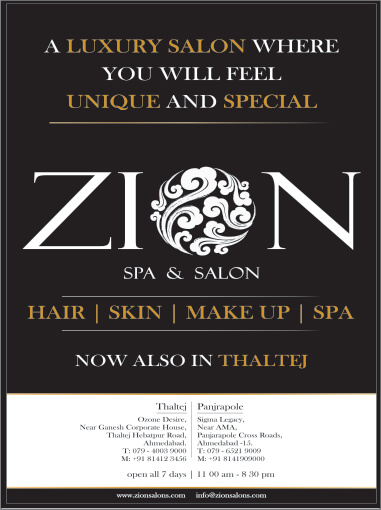 A LUXURY SALON WHERE
YOU WILL FEEL
UNIQUE AND SPECIAL
ZION
SPA & SALON
HAIR | SKIN | MAKE UP | SPA
NOW ALSO IN THALTEJ
Thaltej
Ozone Desire,
Near Ganesh Corporate House,
Thaltej Hebatpur Road,
Ahmedabad.
T: 079 - 4003 9000
M: +91 81412 3456
Panjrapole
Sigma Legacy,
Near AMA,
Panjarapole Cross Roads,
Ahmedabad -15.
T: 079 - 6521 9009
M: +91 8141909000
open all 7 days | 11 00 am - 8 30 pm
www.zionsalons.com info@zionsalons.com